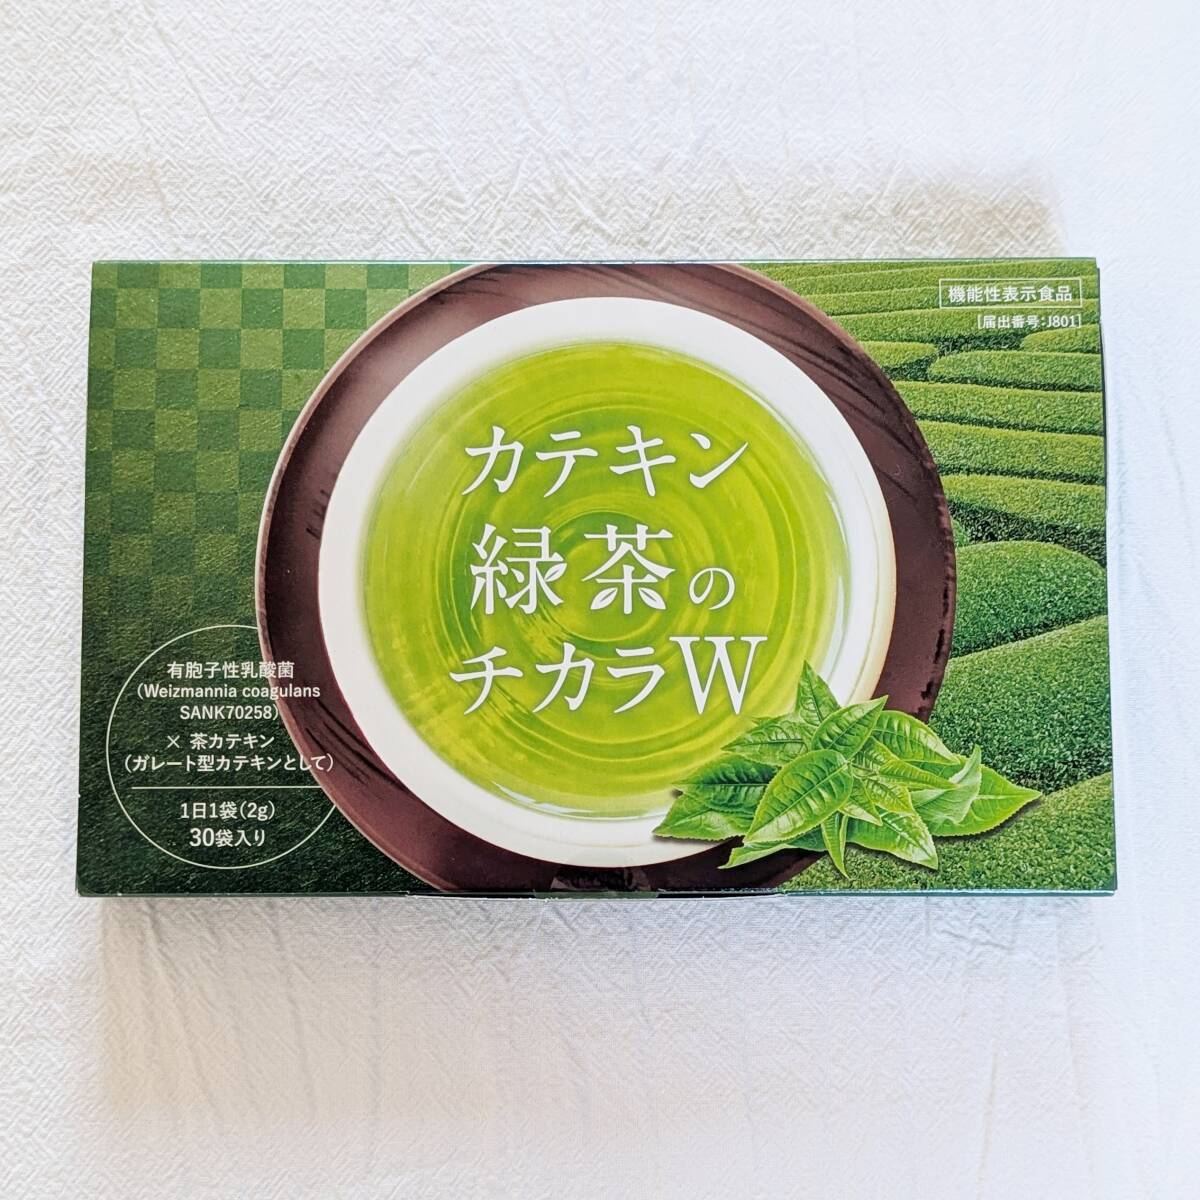 機能性表示食品
[届出番号:J801]
カテキン
緑茶の
チカラW
有胞子性乳酸菌
(Weizmannia coagulans
SANK70258)
× 茶カテキン
(ガレート型カテキンとして)
1日1袋(2g)
30袋入り